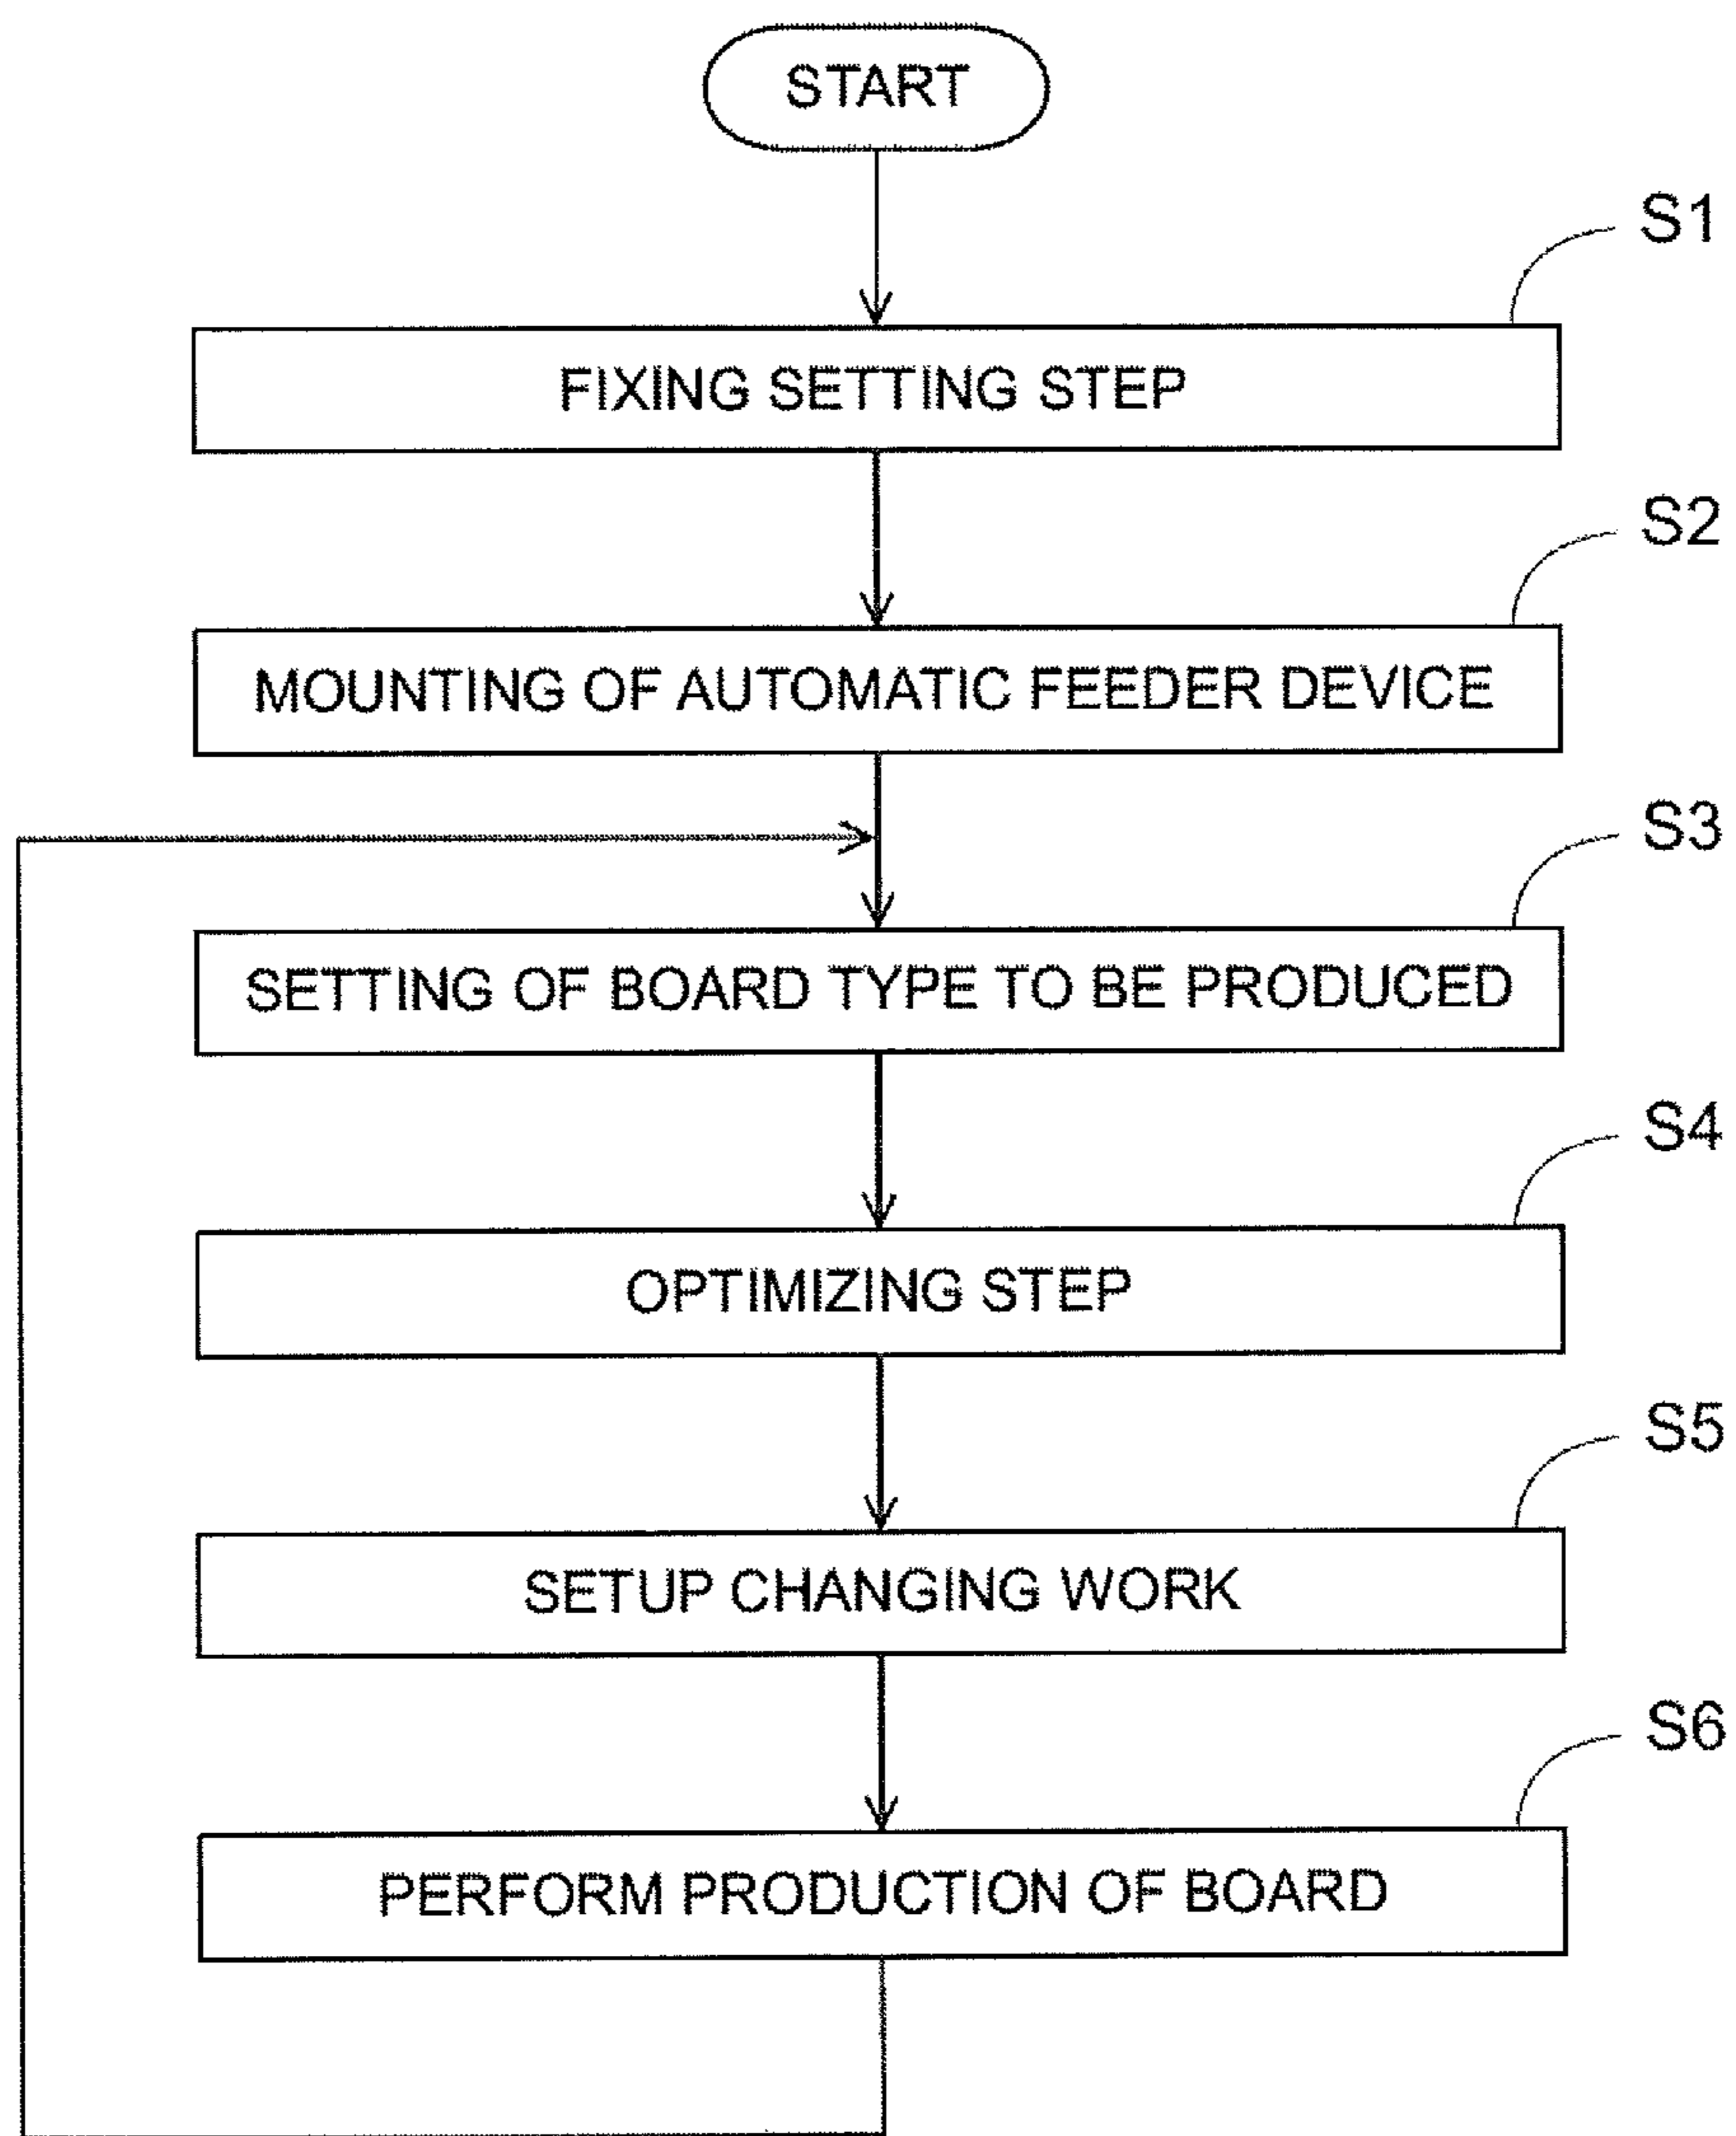 START
S1
FIXING SETTING STEP
S2
MOUNTING OF AUTOMATIC FEEDER DEVICE
S3
SETTING OF BOARD TYPE TO BE PRODUCED
S4
OPTIMIZING STEP
S5
SETUP CHANGING WORK
S6
PERFORM PRODUCTION OF BOARD